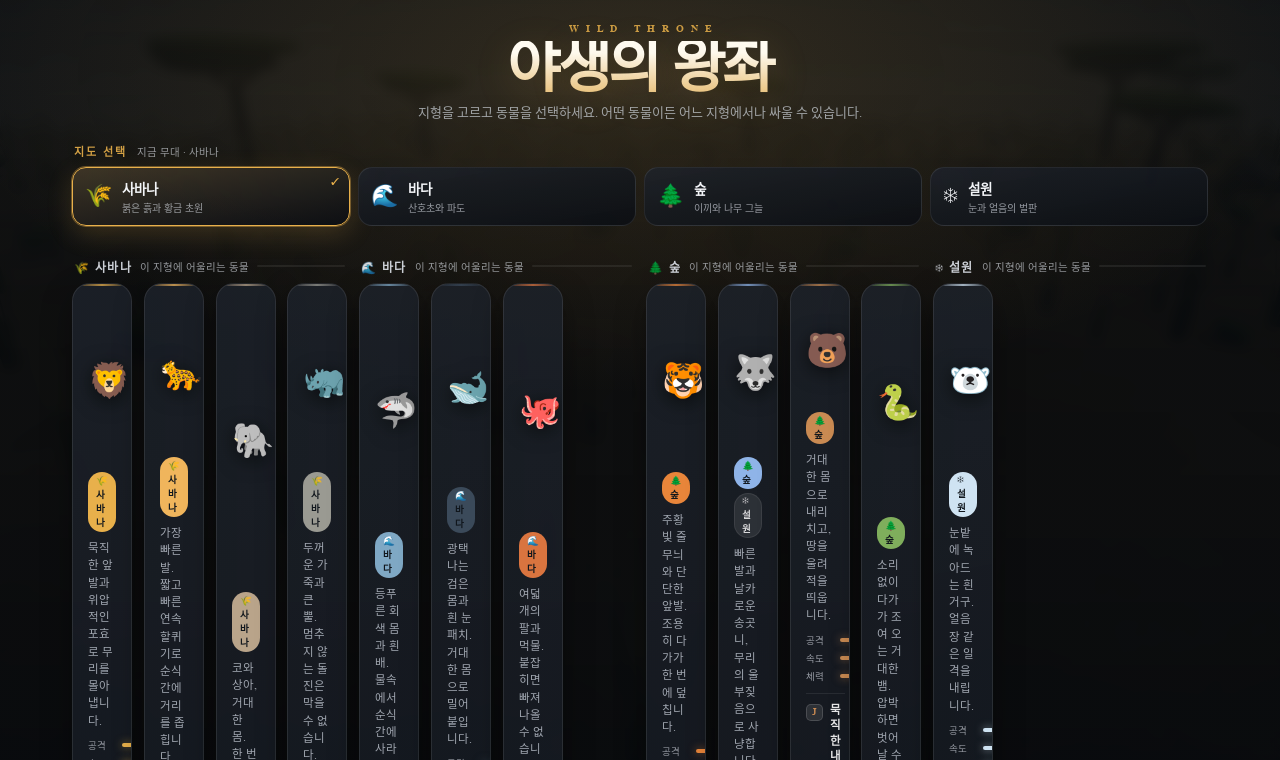 WILD THRONE
야생의 왕좌
지형을 고르고 동물을 선택하세요. 어떤 동물이든 어느 지형에서나 싸울 수 있습니다.
지도 선택 지금 무대 · 사바나
사바나
붉은 흙과 황금 초원
✓
바다
산호초와 파도
숲
이끼와 나무 그늘
설원
눈과 얼음의 벌판
사바나 이 지형에 어울리는 동물
바다 이 지형에 어울리는 동물
숲 이 지형에 어울리는 동물
설원 이 지형에 어울리는 동물
사
바
나
묵직
한 앞
발과
위압
적인
포효
로 무
리를
몰아
냅니
다.
공격
사
바
나
가장
빠른
발.
짧고
빠른
연속
할퀴
기로
순식
간에
거리
를 좁
힙니
다
사
바
나
코와
상아,
거대
한
몸.
한 번
사
바
나
두꺼
운 가
죽과
큰
뿔.
멈추
지 않
는 돌
진은
막을
수 없
습니
다.
바
다
등푸
른 회
색 몸
과 흰
배.
물속
에서
순식
간에
사라
바
다
광택
나는
검은
몸과
흰 눈
패치.
거대
한 몸
으로
밀어
붙입
니다.
바
다
여덟
개의
팔과
먹물.
붙잡
히면
빠져
나올
수 없
습니
숲
주황
빛 줄
무늬
와 단
단한
앞발.
조용
히 다
가가
한 번
에 덮
칩니
다.
공격
숲
설
원
빠른
발과
날카
로운
송곳
니,
무리
의 울
부짖
음으
로 사
냥합
니다
숲
거대
한 몸
으로
내리
치고,
땅을
울려
적을
띄웁
니다.
공격
속도
체력
J
묵
직
한
내
숲
소리
없이
다가
가 조
여 오
는 거
대한
뱀.
압박
하면
벗어
날 수
설
원
눈밭
에 녹
아드
는 흰
거구.
얼음
장 같
은 일
격을
내립
니다.
공격
속도